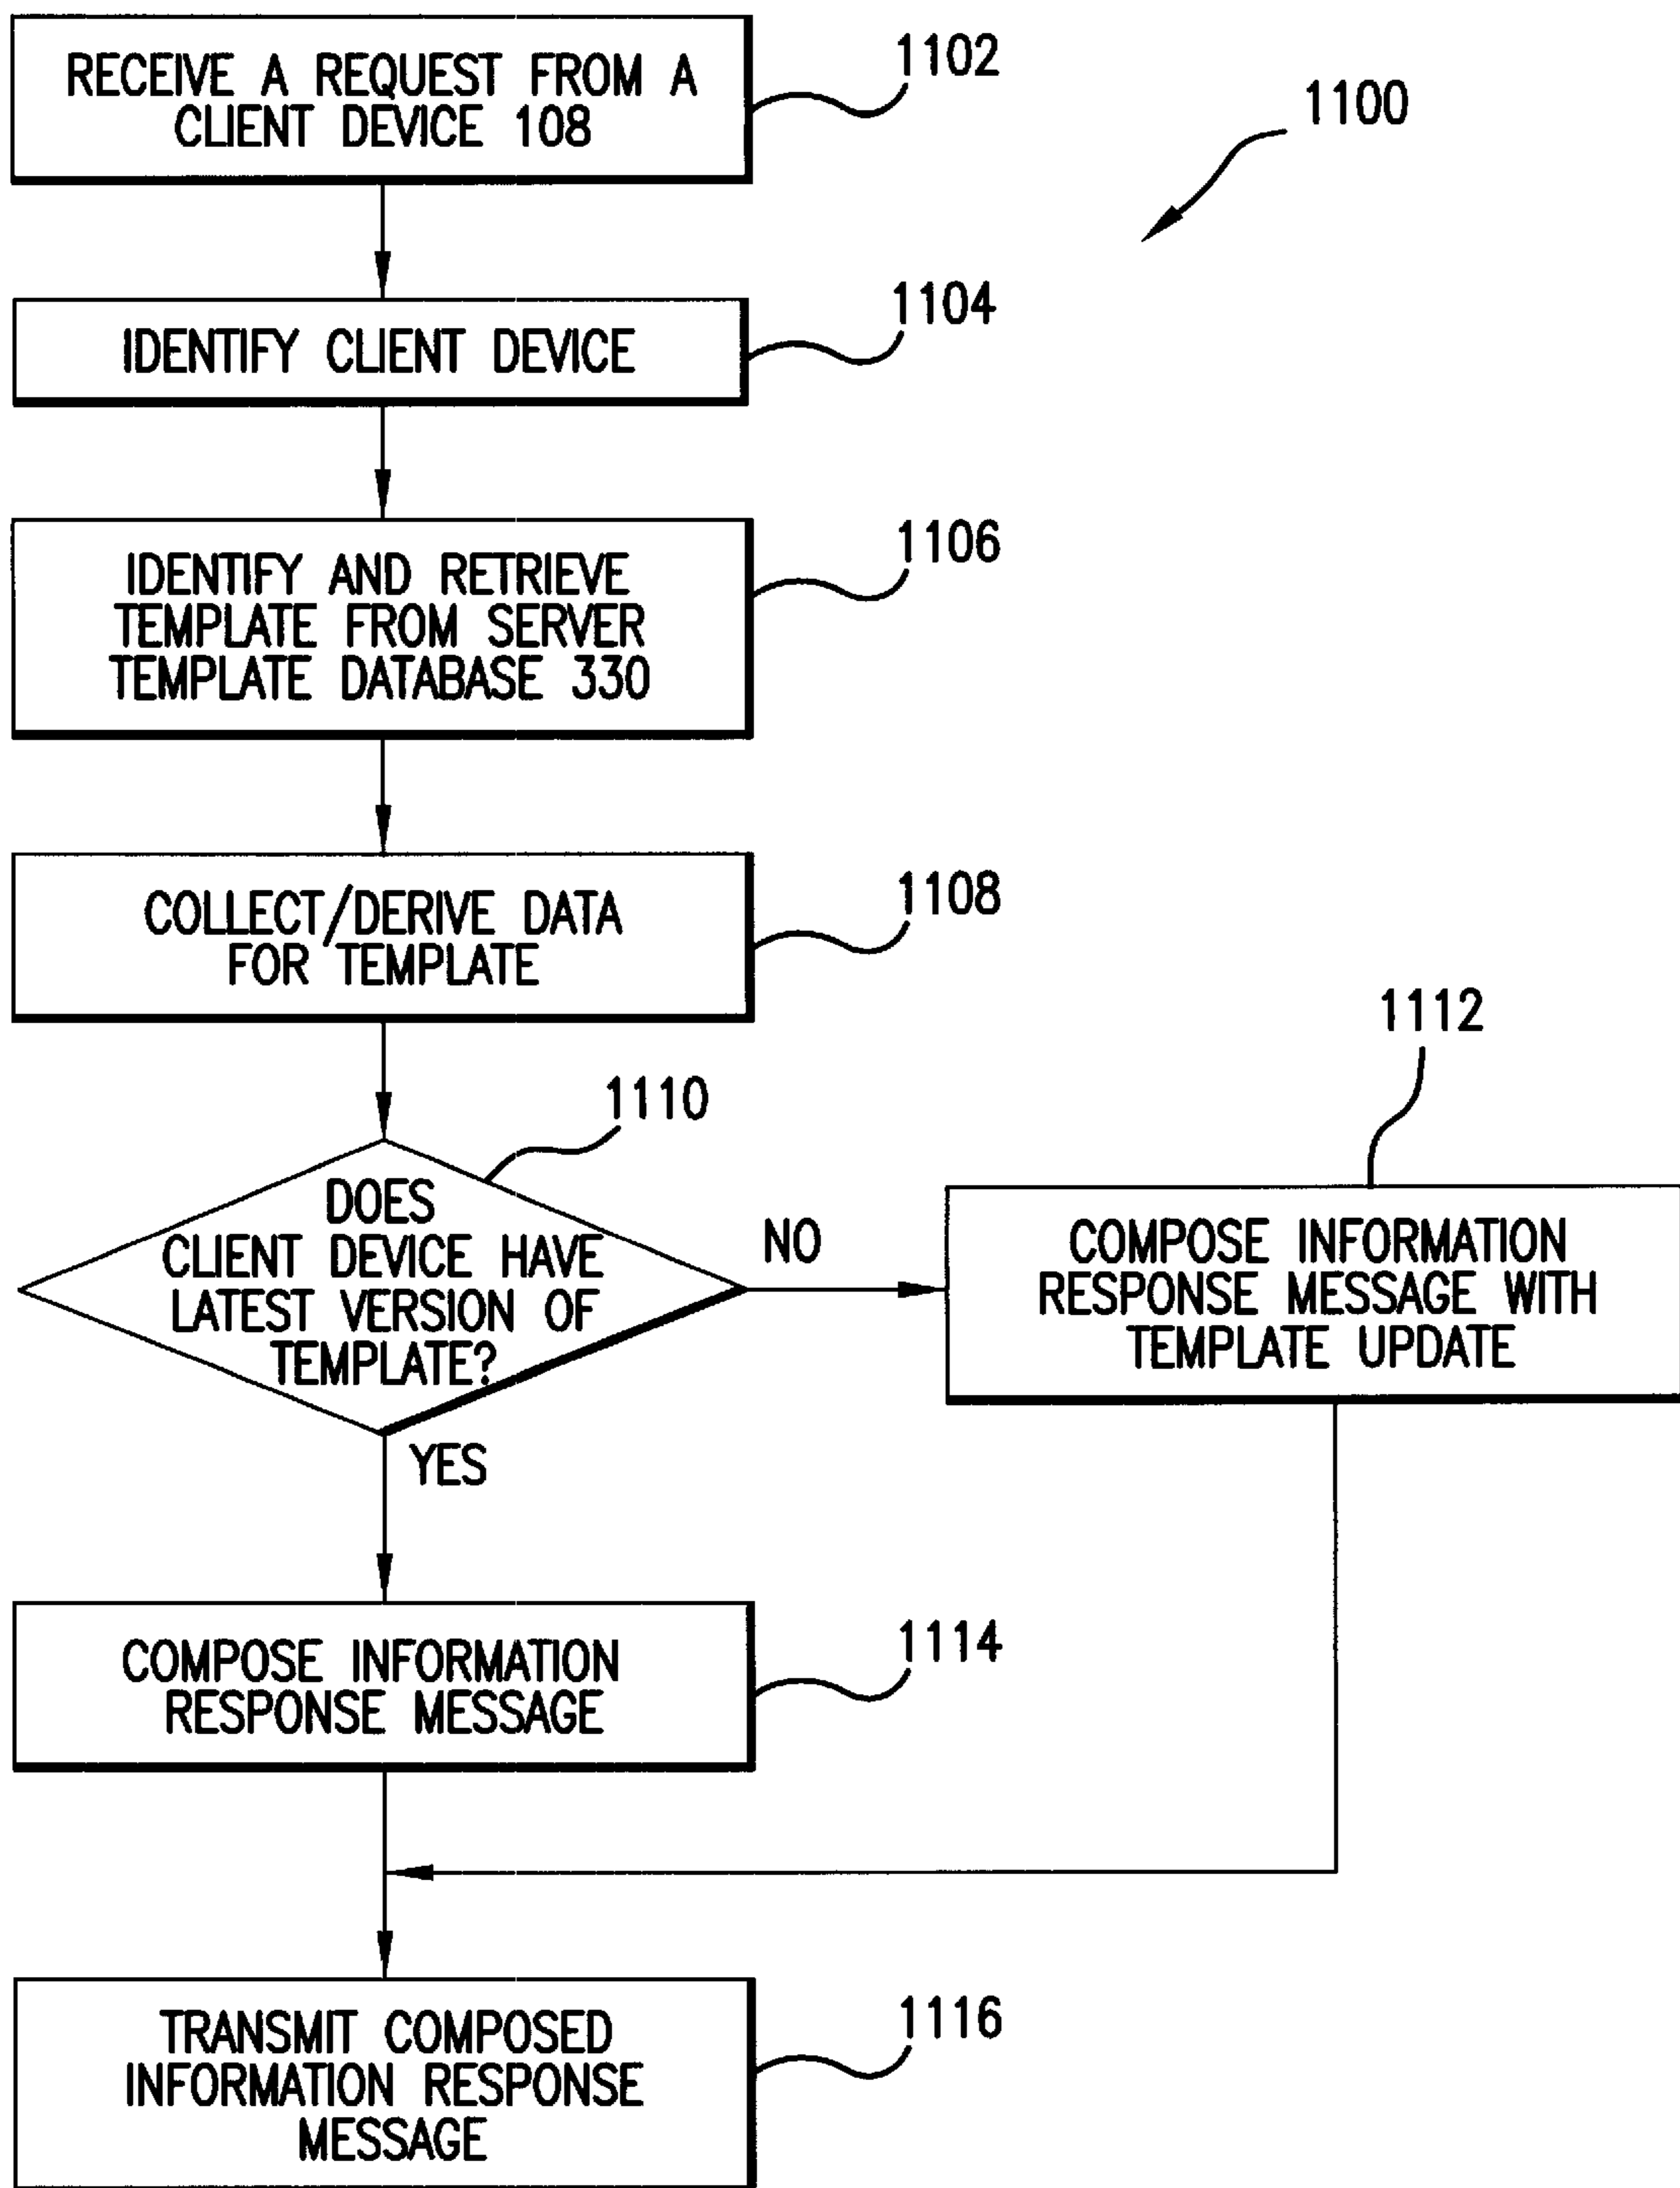 RECEIVE A REQUEST FROM A
CLIENT DEVICE 108
1102
1100
IDENTIFY CLIENT DEVICE
1104
IDENTIFY AND RETRIEVE
TEMPLATE FROM SERVER
TEMPLATE DATABASE 330
1106
COLLECT/DERIVE DATA
FOR TEMPLATE
1108
DOES
CLIENT DEVICE HAVE
LATEST VERSION OF
TEMPLATE?
1110
NO
YES
COMPOSE INFORMATION
RESPONSE MESSAGE WITH
TEMPLATE UPDATE
1112
COMPOSE INFORMATION
RESPONSE MESSAGE
1114
TRANSMIT COMPOSED
INFORMATION RESPONSE
MESSAGE
1116